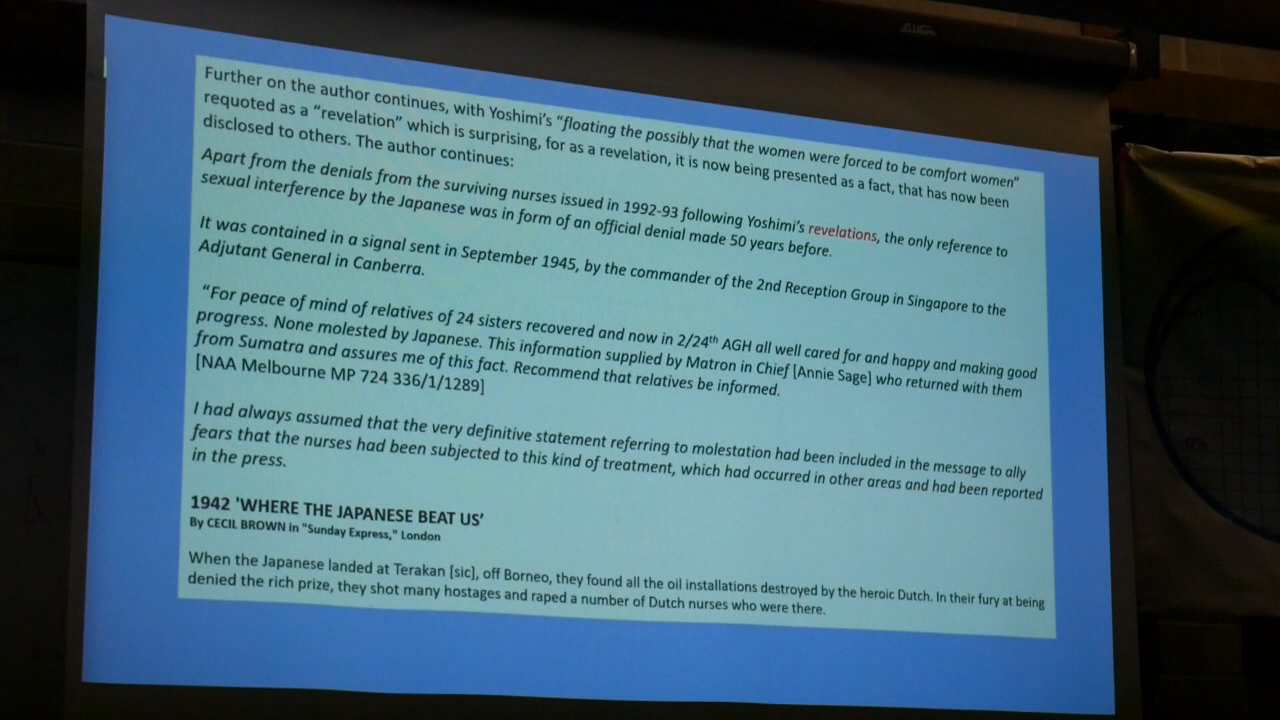 Further on the author continues, with Yoshimi's "floating the possibly that the women were forced to be comfort women"
requoted as a "revelation" which is surprising, for as a revelation, it is now being presented as a fact, that has now been
disclosed to others. The author continues:
Apart from the denials from the surviving nurses issued in 1992-93 following Yoshimi's revelations, the only reference to
sexual interference by the Japanese was in form of an official denial made 50 years before.
It was contained in a signal sent in September 1945, by the commander of the 2nd Reception Group in Singapore to the
Adjutant General in Canberra.
"For peace of mind of relatives of 24 sisters recovered and now in 2/24th AGH all well cared for and happy and making good
progress. None molested by Japanese. This information supplied by Matron in Chief [Annie Sage] who returned with them
from Sumatra and assures me of this fact. Recommend that relatives be informed.
[NAA Melbourne MP 724 336/1/1289]
I had always assumed that the very definitive statement referring to molestation had been included in the message to ally
fears that the nurses had been subjected to this kind of treatment, which had occurred in other areas and had been reported
in the press.
1942 'WHERE THE JAPANESE BEAT US'
By CECIL BROWN in "Sunday Express," London
When the Japanese landed at Terakan [sic], off Borneo, they found all the oil installations destroyed by the heroic Dutch. In their fury at being
denied the rich prize, they shot many hostages and raped a number of Dutch nurses who were there.